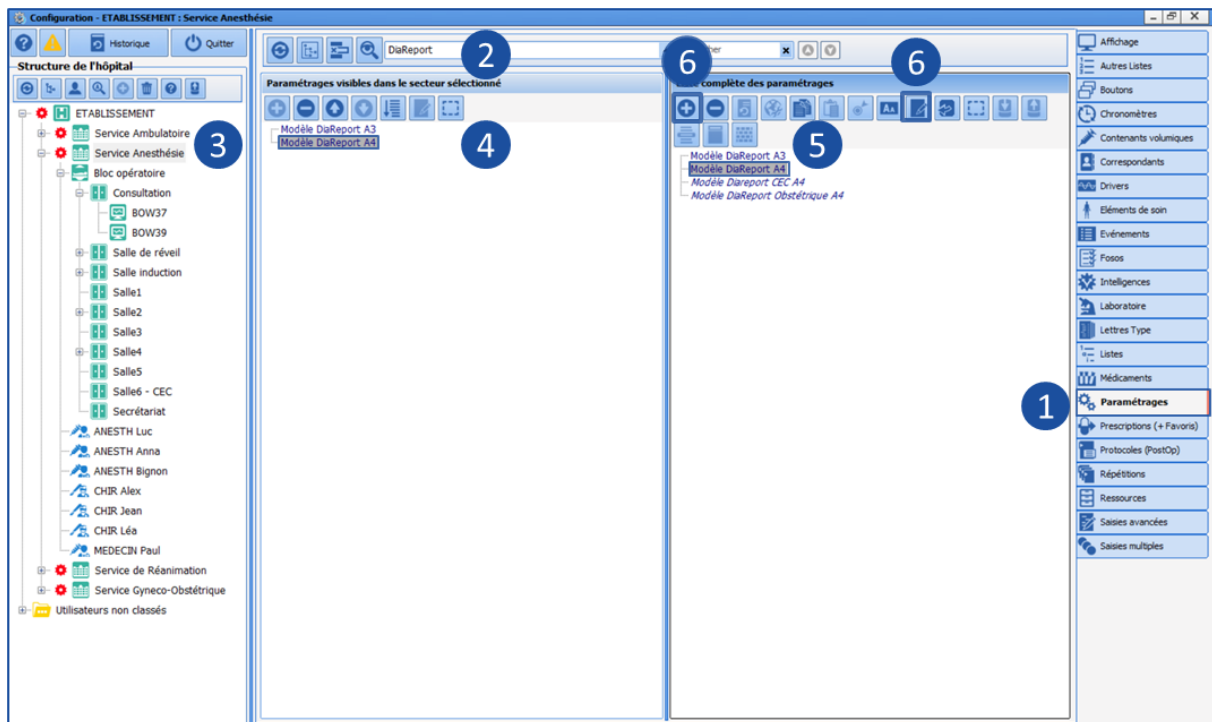 Configuration - ETABLISSEMENT : Service Anesthésie
Historique
Quitter
Structure de l'hôpital
ETABLISSEMENT
Service Ambulatoire
Service Anesthésie
3
Bloc opératoire
Consultation
BOW37
BOW39
Salle de réveil
Salle induction
Salle1
Salle2
Salle3
Salle4
Salle5
Salle6 - CEC
Secrétariat
ANESTH Luc
ANESTH Anna
ANESTH Bignon
CHIR Alex
CHIR Jean
CHIR Léa
MEDECIN Paul
Service de Réanimation
Service Gyneco-Obstétrique
Utilisateurs non classés
DiaReport
2
6
6
Paramétrages visibles dans le secteur sélectionné
Modèle DiaReport A3
Modèle DiaReport A4
4
complète des paramétrages
Aa
5
Modèle DiaReport A3
Modèle DiaReport A4
Modèle Diareport CEC A4
Modèle DiaReport Obstétrique A4
Affichage
Autres Listes
Boutons
Chronomètres
Contenants volumiques
Correspondants
Drivers
Eléments de soin
Evénements
Fosos
Intelligences
Laboratoire
Lettres Type
Listes
Médicaments
1
Paramétrages
Prescriptions (+ Favoris)
Protocoles (PostOp)
Répétitions
Ressources
Saisies avancées
Saisies multiples